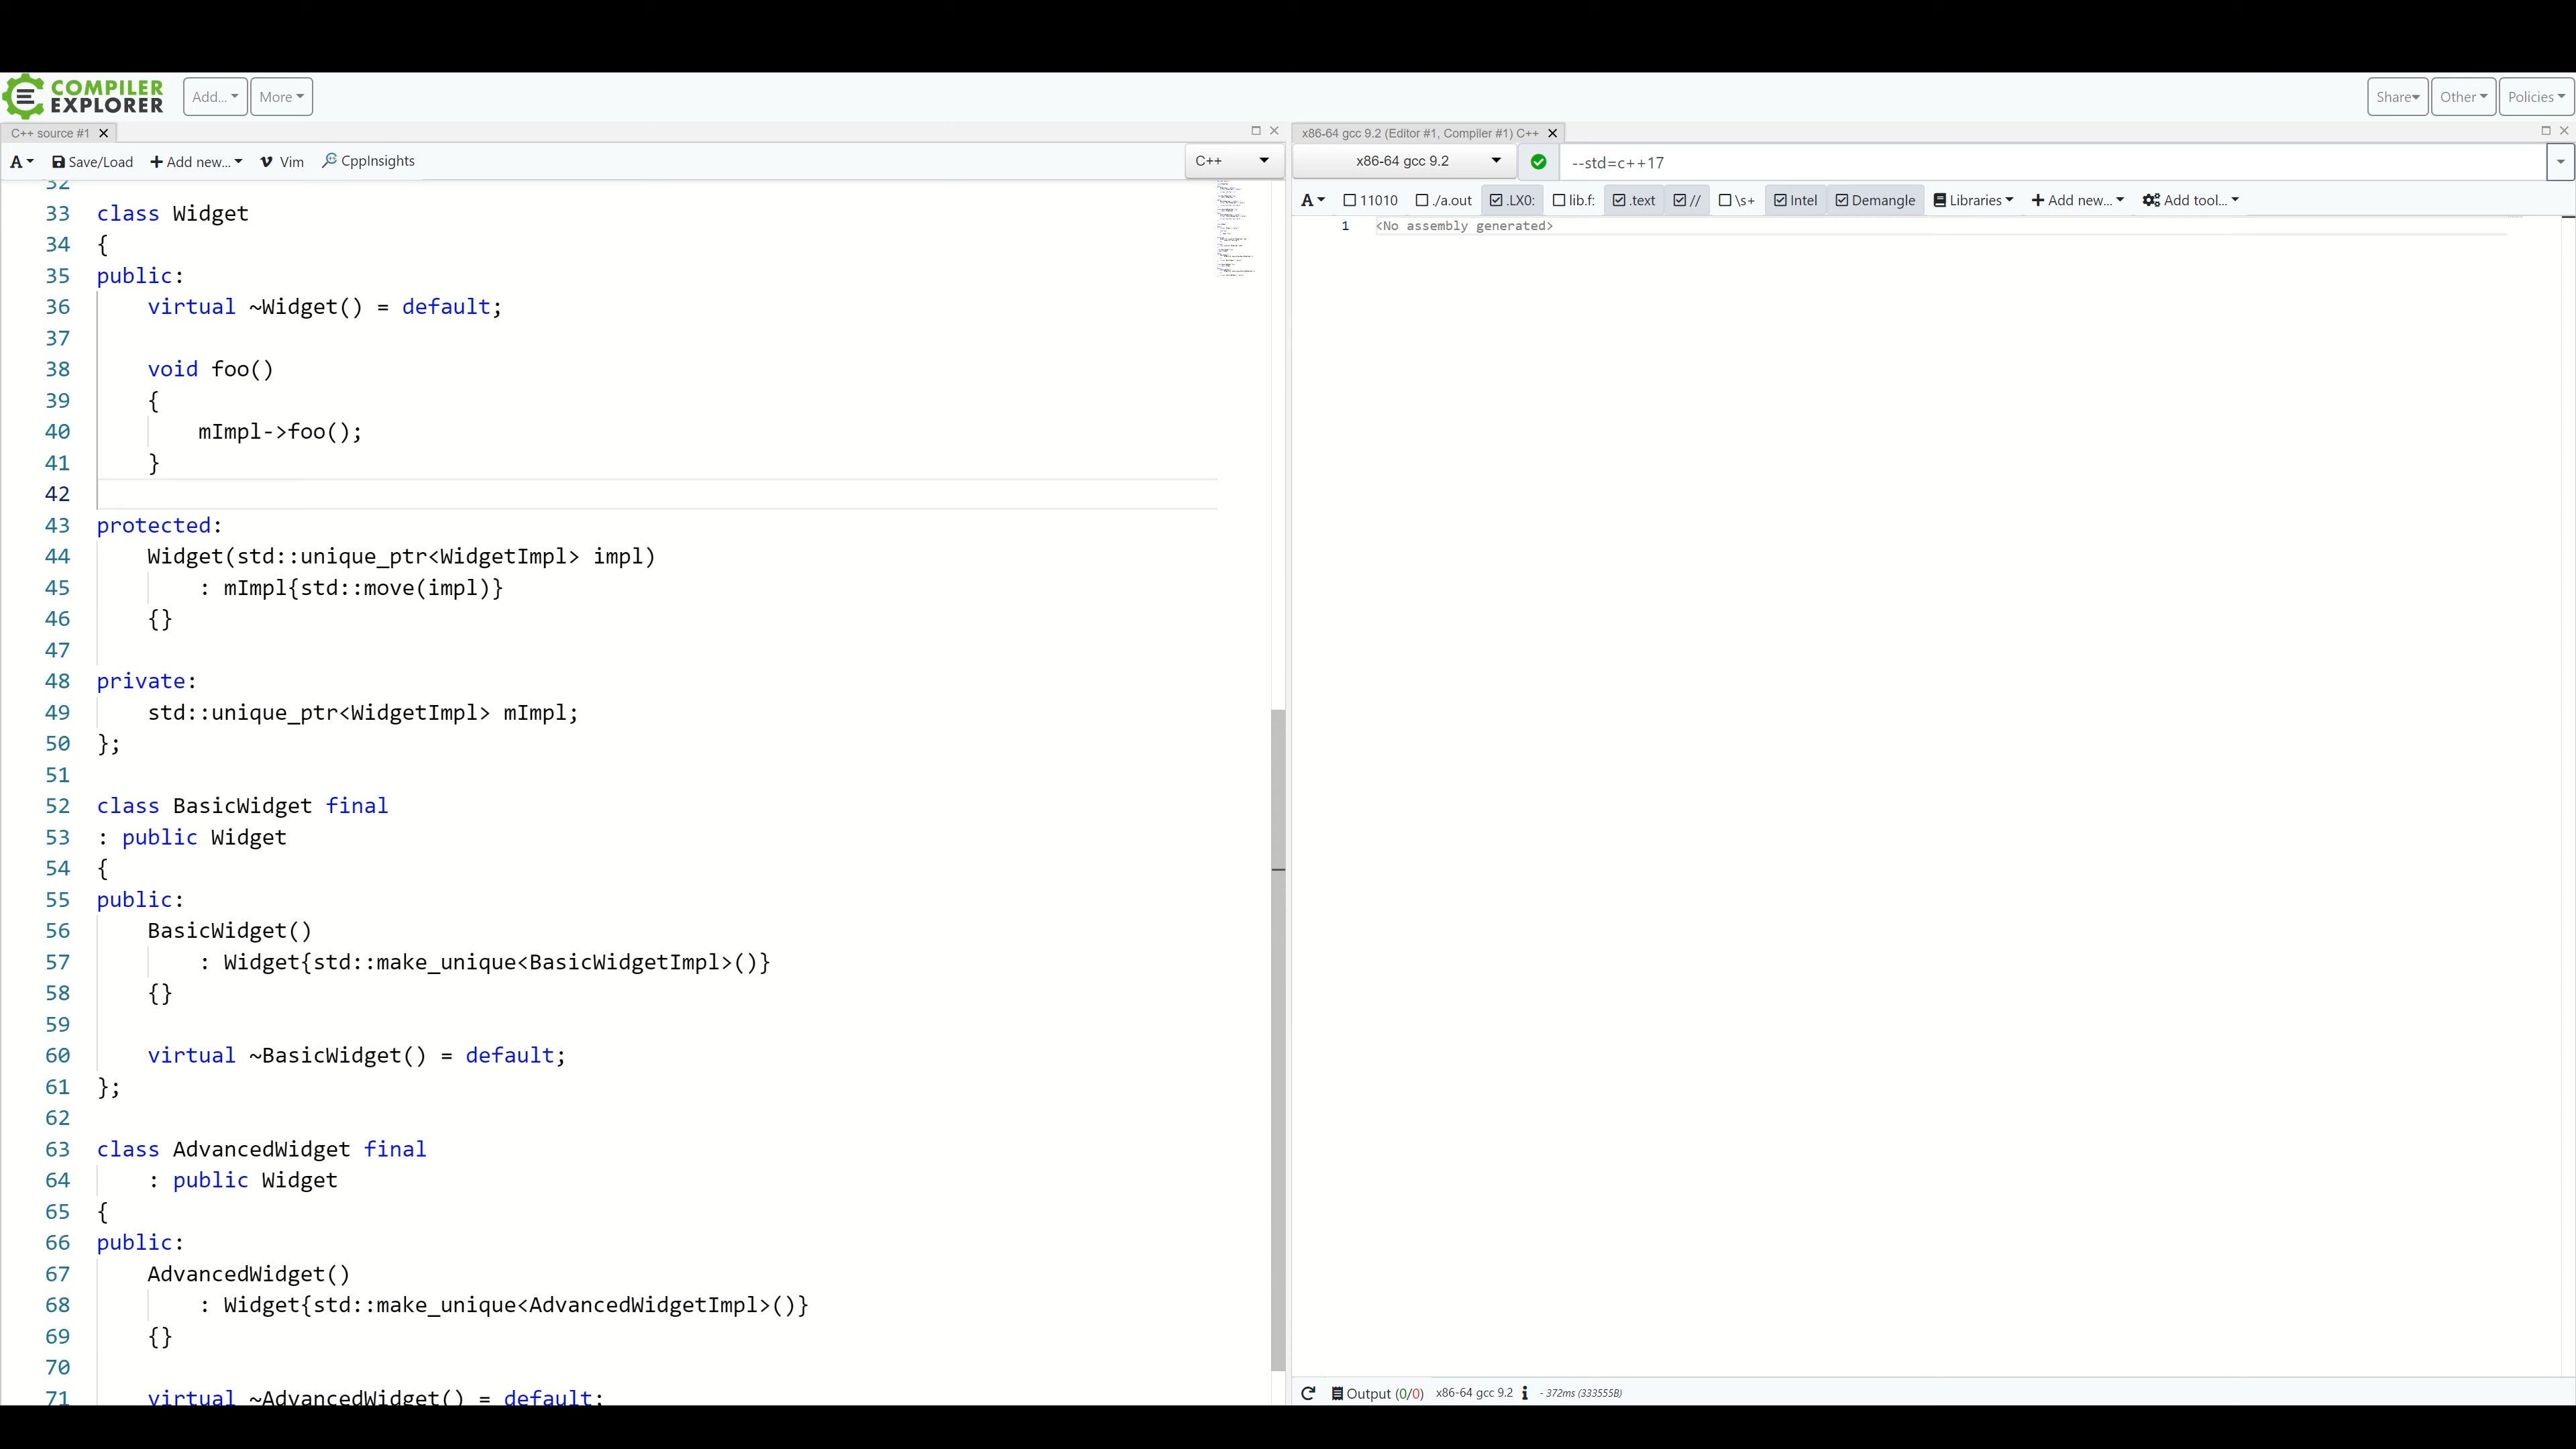 COMPILER
EXPLORER
Add...
More
Share
Other
Policies
C++ source #1
x86-64 gcc 9.2 (Editor #1, Compiler #1) C++
A
Save/Load
Add new...
Vim
CppInsights
C++
x86-64 gcc 9.2
--std=c++17
A
11010
./a.out
.LX0:
lib.f:
.text
//
\s+
Intel
Demangle
Libraries
Add new...
Add tool...
32
33 class Widget
34 {
35 public:
36 virtual ~Widget() = default;
37
38 void foo()
39 {
40 mImpl->foo();
41 }
42
43 protected:
44 Widget(std::unique_ptr<WidgetImpl> impl)
45 : mImpl{std::move(impl)}
46 {}
47
48 private:
49 std::unique_ptr<WidgetImpl> mImpl;
50 };
51
52 class BasicWidget final
53 : public Widget
54 {
55 public:
56 BasicWidget()
57 : Widget{std::make_unique<BasicWidgetImpl>()}
58 {}
59
60 virtual ~BasicWidget() = default;
61 };
62
63 class AdvancedWidget final
64 : public Widget
65 {
66 public:
67 AdvancedWidget()
68 : Widget{std::make_unique<AdvancedWidgetImpl>()}
69 {}
70
71 virtual ~AdvancedWidget() = default;
1 <No assembly generated>
Output (0/0) x86-64 gcc 9.2 - 372ms (333555B)